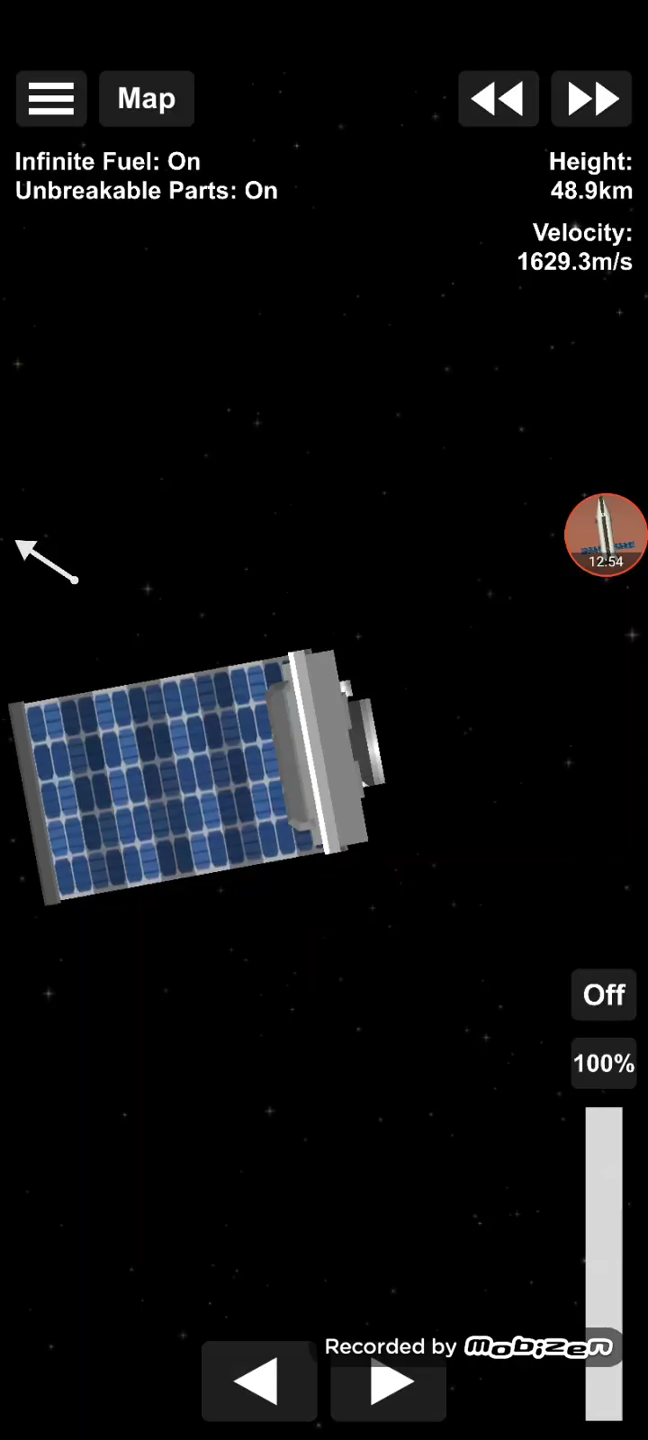 Map
Infinite Fuel: On
Unbreakable Parts: On
Height:
48.9km
Velocity:
1629.3m/s
12:54
Off
100%
Recorded by mobizen